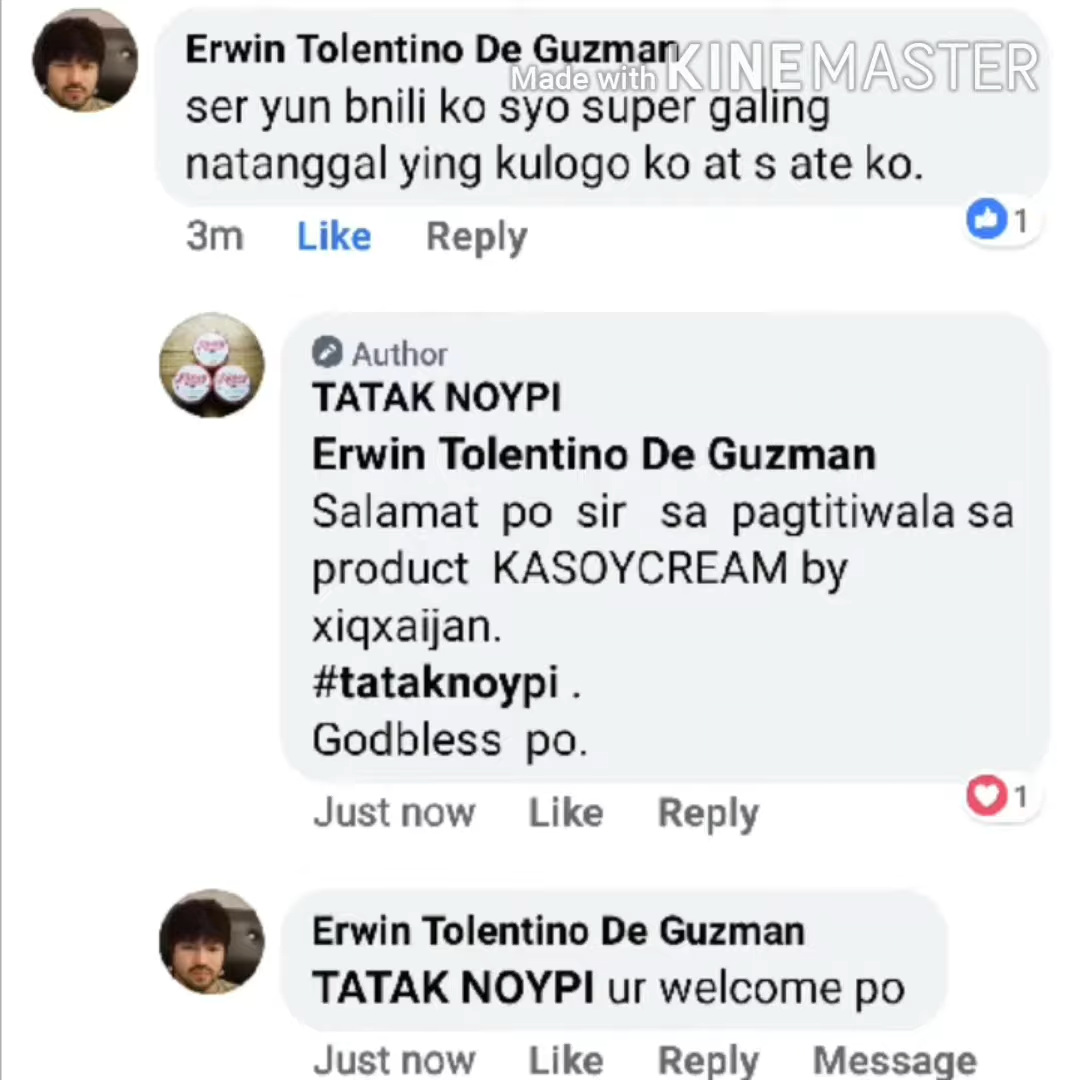 Erwin Tolentino De Guzman
Made with KINEMASTER
ser yun bnili ko syo super galing
natanggal ying kulogo ko at s ate ko.
3m Like Reply 1
Author
TATAK NOYPI
Erwin Tolentino De Guzman
Salamat po sir sa pagtitiwala sa
product KASOYCREAM by
xiqxaijan.
#tataknoypi .
Godbless po.
Just now Like Reply 1
Erwin Tolentino De Guzman
TATAK NOYPI ur welcome po
Just now Like Reply Message